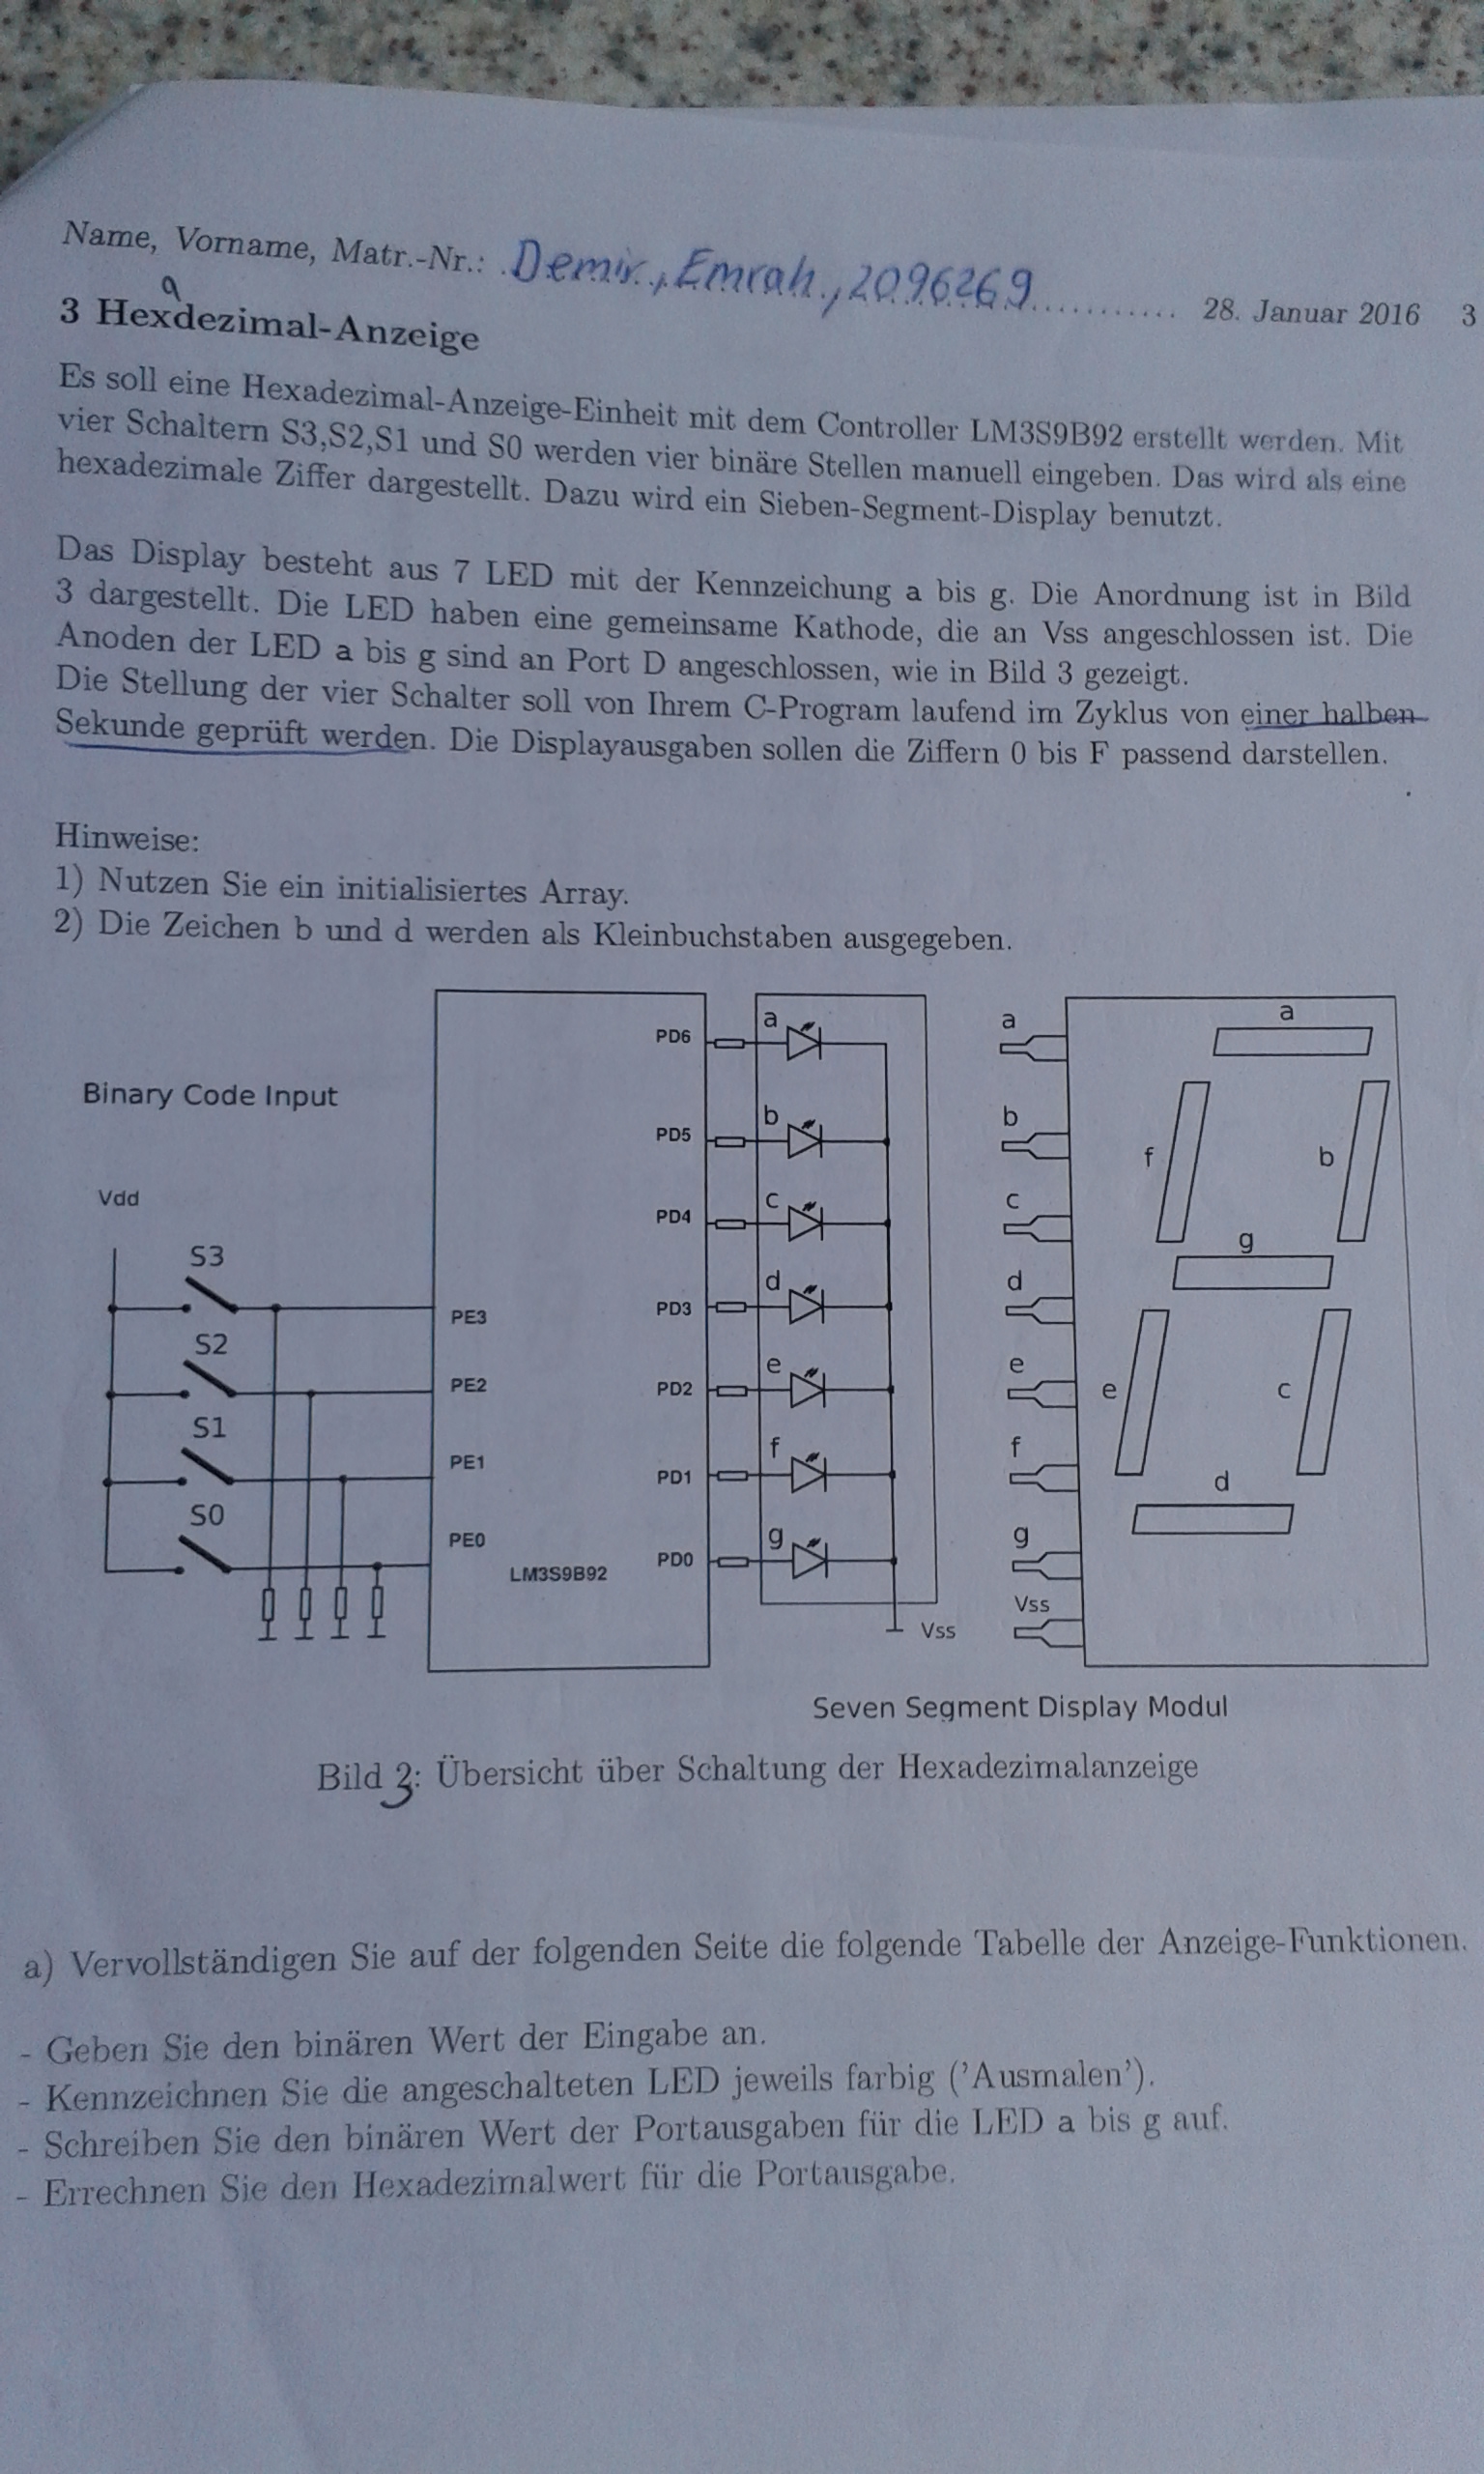 Name, Vorname, Matr.-Nr.: Demir, Emrah, 2096269 28. Januar 2016 3
a
3 Hexdezimal-Anzeige
Es soll eine Hexadezimal-Anzeige-Einheit mit dem Controller LM3S9B92 erstellt werden. Mit
vier Schaltern S3,S2,S1 und S0 werden vier binäre Stellen manuell eingeben. Das wird als eine
hexadezimale Ziffer dargestellt. Dazu wird ein Sieben-Segment-Display benutzt.
Das Display besteht aus 7 LED mit der Kennzeichung a bis g. Die Anordnung ist in Bild
3 dargestellt. Die LED haben eine gemeinsame Kathode, die an Vss angeschlossen ist. Die
Anoden der LED a bis g sind an Port D angeschlossen, wie in Bild 3 gezeigt.
Die Stellung der vier Schalter soll von Ihrem C-Program laufend im Zyklus von einer halben
Sekunde geprüft werden. Die Displayausgaben sollen die Ziffern 0 bis F passend darstellen.
Hinweise:
1) Nutzen Sie ein initialisiertes Array.
2) Die Zeichen b und d werden als Kleinbuchstaben ausgegeben.
Binary Code Input
Vdd
S3
S2
S1
S0
PE3
PE2
PE1
PE0
LM3S9B92
PD6
PD5
PD4
PD3
PD2
PD1
PD0
a
b
c
d
e
f
g
Vss
a
b
c
d
e
f
g
Vss
a
f
b
g
e
c
d
Seven Segment Display Modul
Bild 3: Übersicht über Schaltung der Hexadezimalanzeige
a) Vervollständigen Sie auf der folgenden Seite die folgende Tabelle der Anzeige-Funktionen.
- Geben Sie den binären Wert der Eingabe an.
- Kennzeichnen Sie die angeschalteten LED jeweils farbig ('Ausmalen').
- Schreiben Sie den binären Wert der Portausgaben für die LED a bis g auf.
- Errechnen Sie den Hexadezimalwert für die Portausgabe.